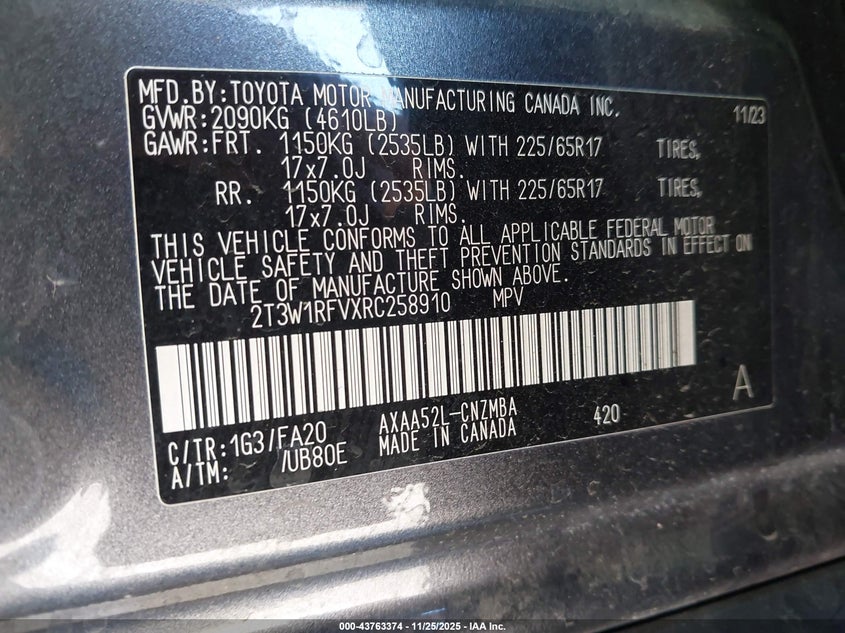 MFD.BY:TOYOTA MOTOR MANUFACTURING CANADA INC. 11/23
GVWR:2090KG (4610LB)
GAWR:FRT. 1150KG (2535LB) WITH 225/65R17 TIRES,
17x7.0J RIMS.
RR. 1150KG (2535LB) WITH 225/65R17 TIRES,
17x7.0J RIMS.
THIS VEHICLE CONFORMS TO ALL APPLICABLE FEDERAL MOTOR
VEHICLE SAFETY AND THEFT PREVENTION STANDARDS IN EFFECT ON
THE DATE OF MANUFACTURE SHOWN ABOVE.
2T3W1RFVXRC258910 MPV
A
C/TR:1G3/FA20 AXAA52L-CNZMBA 420
A/TM: /UB80E MADE IN CANADA
000-43763374 - 11/25/2025 - IAA Inc.